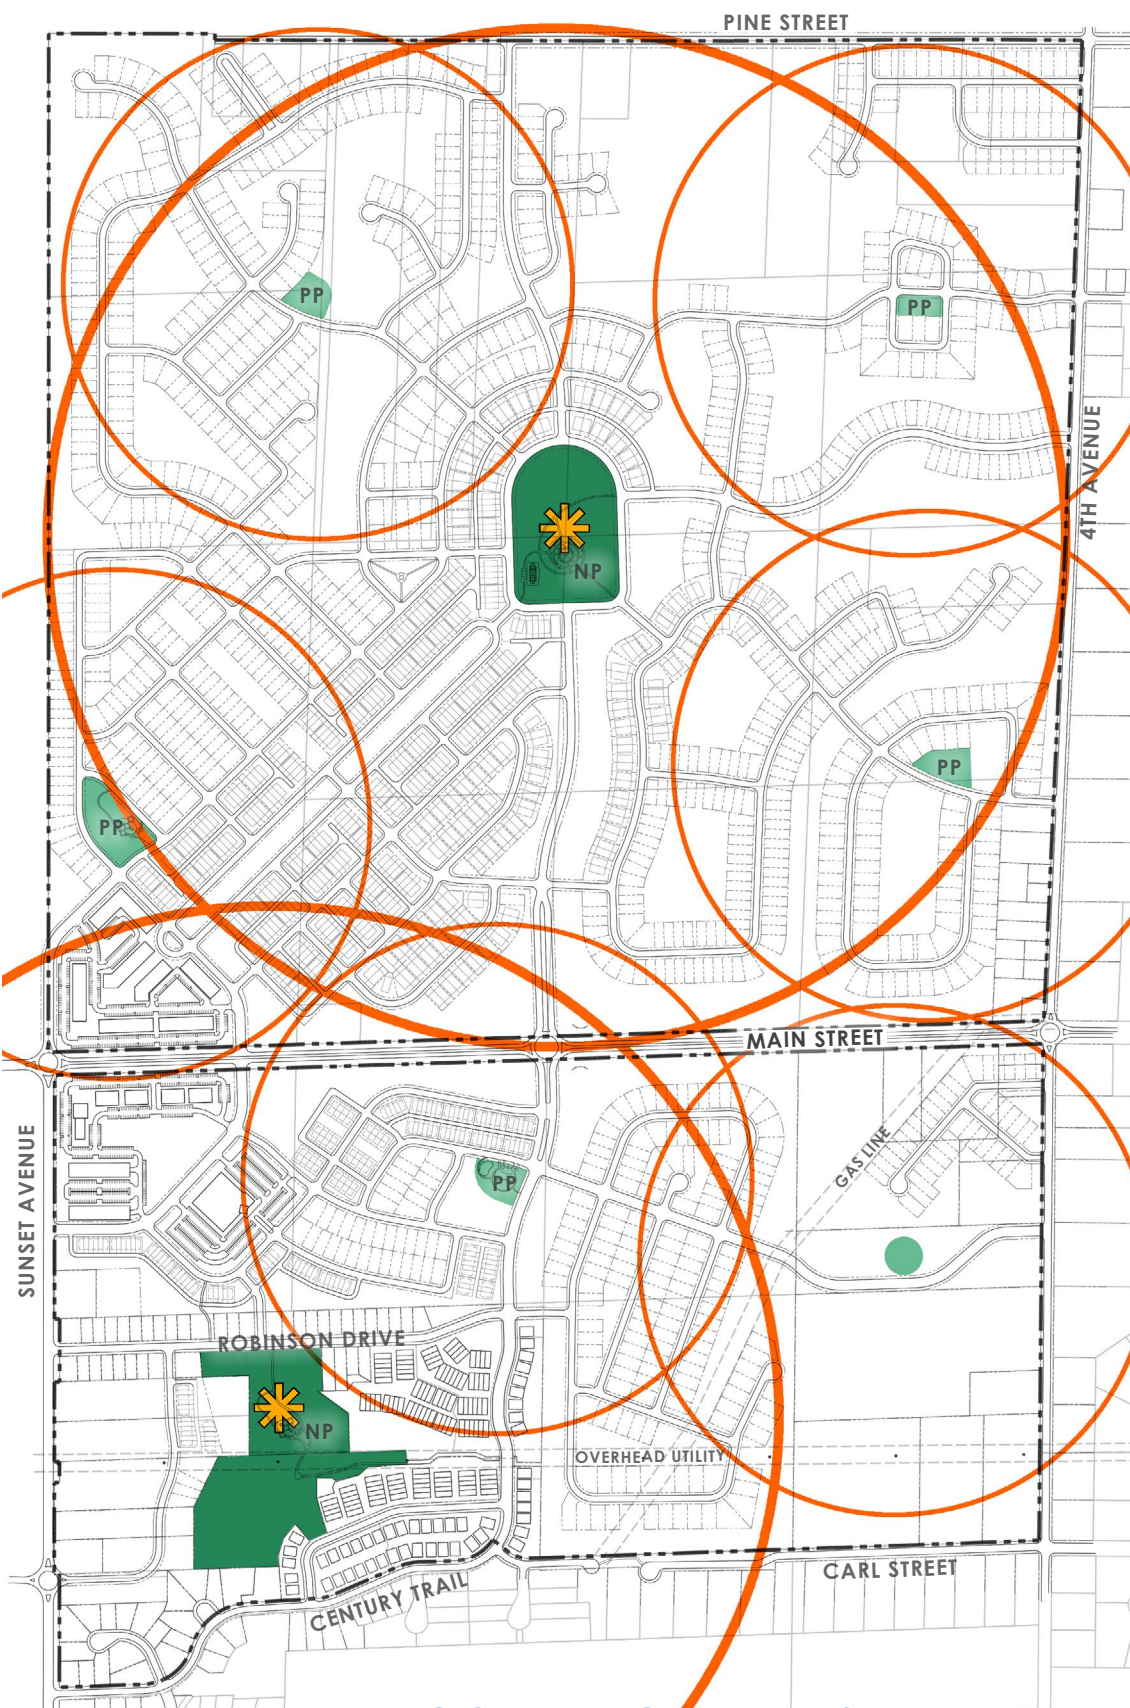 PINE STREET
PP
PP
4TH AVENUE
NP
PP
PP
MAIN STREET
SUNSET AVENUE
GAS LINE
PP
ROBINSON DRIVE
NP
OVERHEAD UTILITY
CARL STREET
CENTURY TRAIL